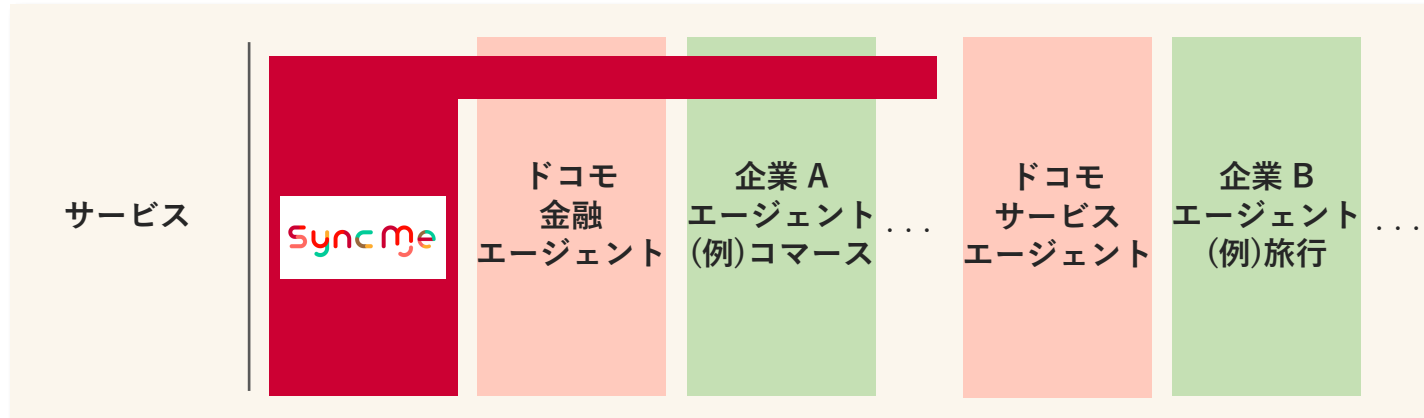 サービス
SyncMe
ドコモ
金融
エージェント
企業 A
エージェント
(例)コマース
・・・
ドコモ
サービス
エージェント
企業 B
エージェント
(例)旅行
・・・